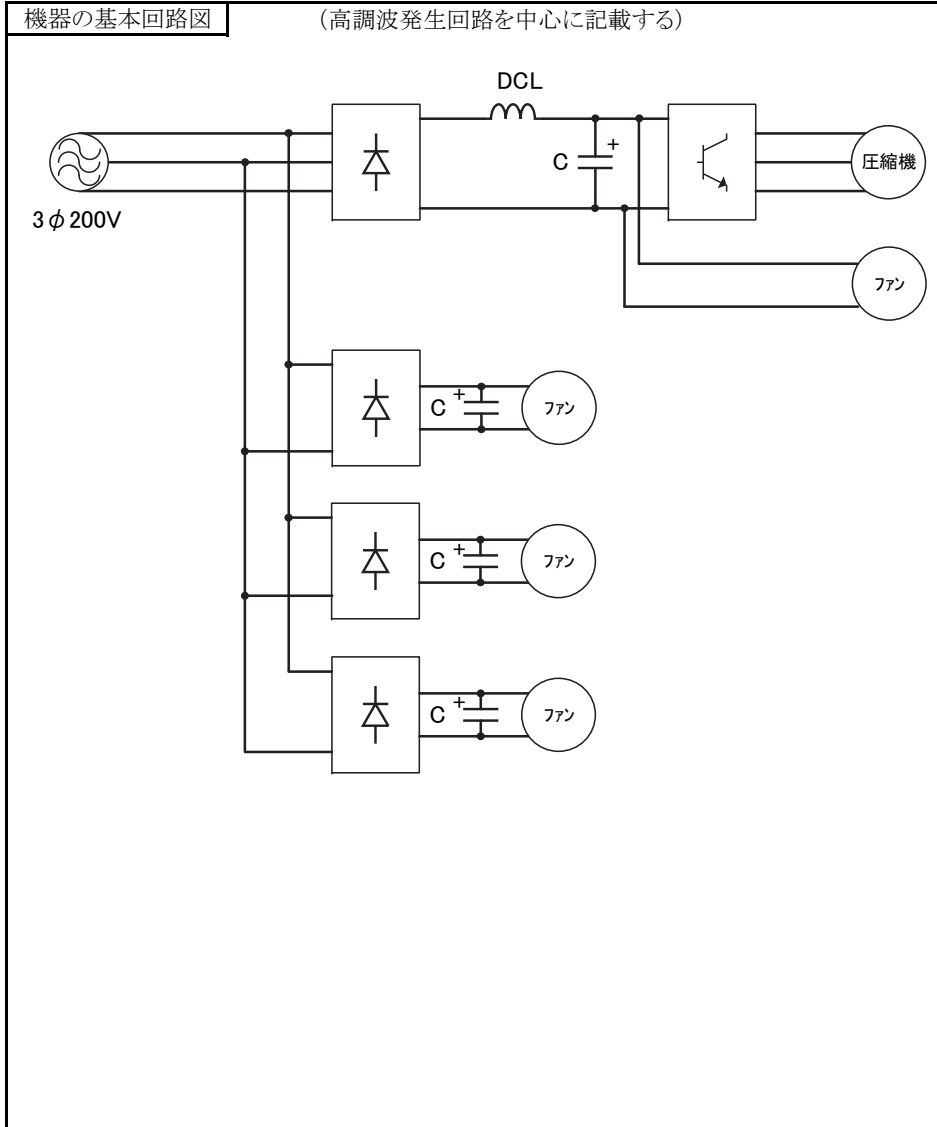 機器の基本回路図
(高調波発生回路を中心に記載する)
DCL
+
C
圧縮機
3φ200V
ファン
+
C
ファン
+
C
ファン
+
C
ファン